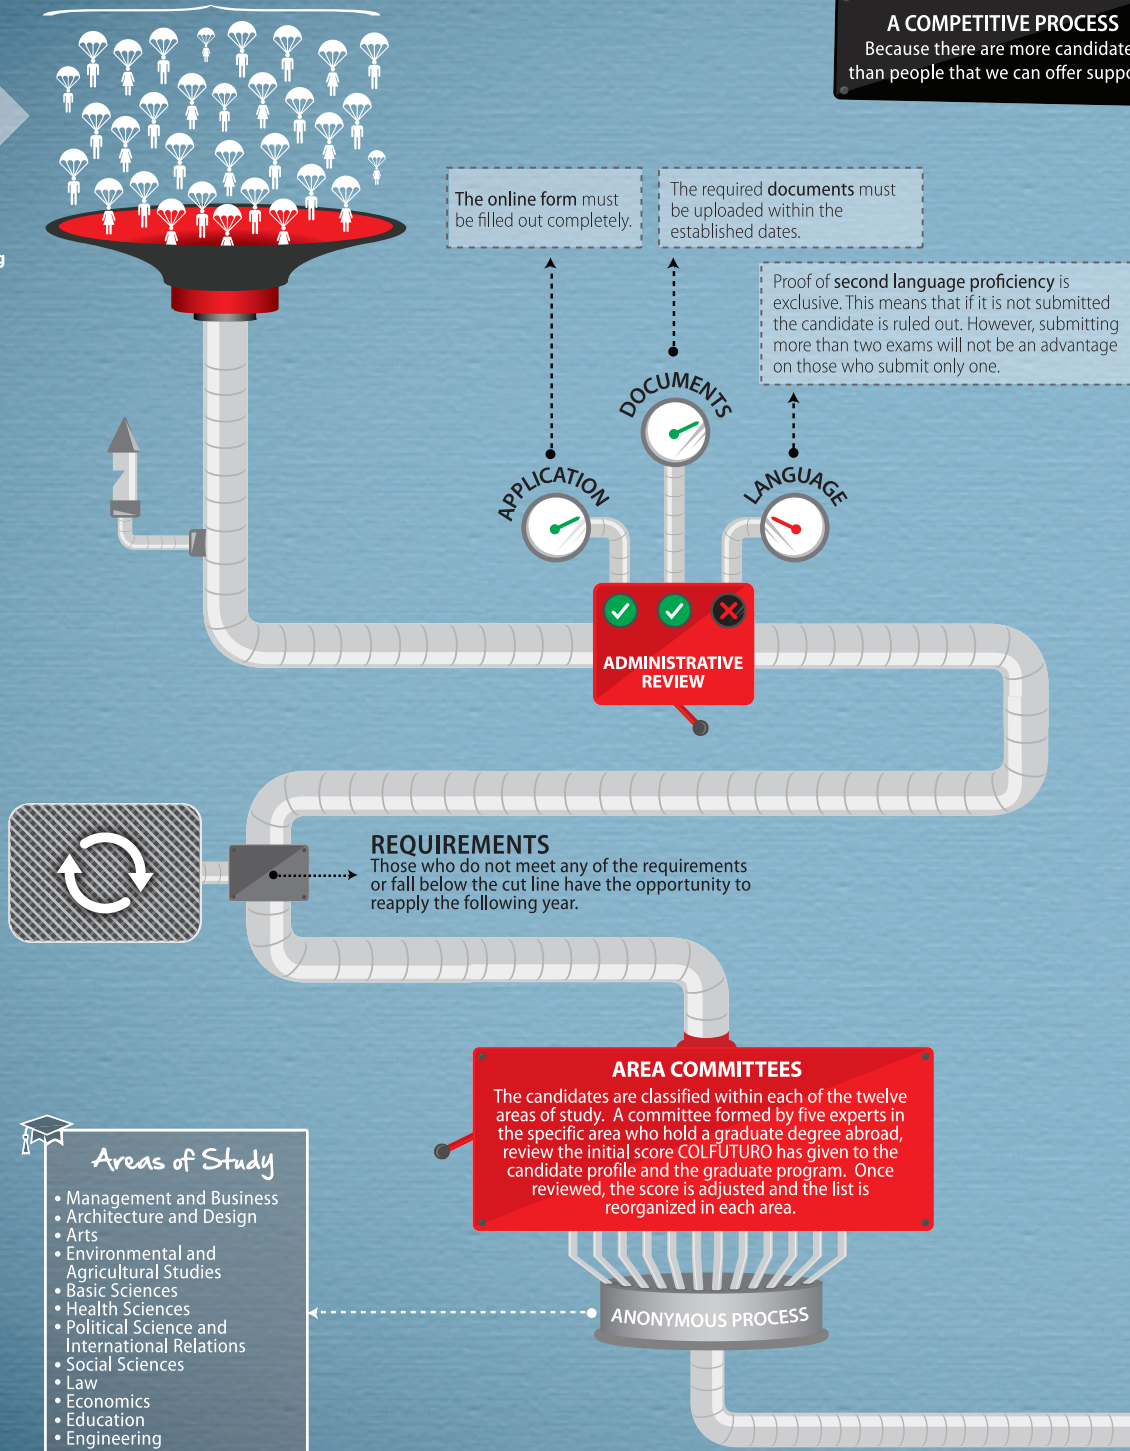 A COMPETITIVE PROCESS
Because there are more
than people that we can offer
The online form must
be filled out completely.
The required documents must
be uploaded within the
established dates.
Proof of second language proficiency is
exclusive. This means that if it is not submitted
the candidate is ruled out. However, submitting
more than two exams will not be an advantage
on those who submit only one.
DOCUMENTS
APPLICATION
LANGUAGE
ADMINISTRATIVE
REVIEW
REQUIREMENTS
Those who do not meet any of the requirements
or fall below the cut line have the opportunity to
reapply the following year.
AREA COMMITTEES
The candidates are classified within each of the twelve
areas of study. A committee formed by five experts in
the specific area who hold a graduate degree abroad,
review the initial score COLFUTURO has given to the
candidate profile and the graduate program. Once
reviewed, the score is adjusted and the list is
reorganized in each area.
ANONYMOUS PROCESS
Areas of Study
• Management and Business
• Architecture and Design
• Arts
• Environmental and
Agricultural Studies
• Basic Sciences
• Health Sciences
• Political Science and
International Relations
• Social Sciences
• Law
• Economics
• Education
• Engineering